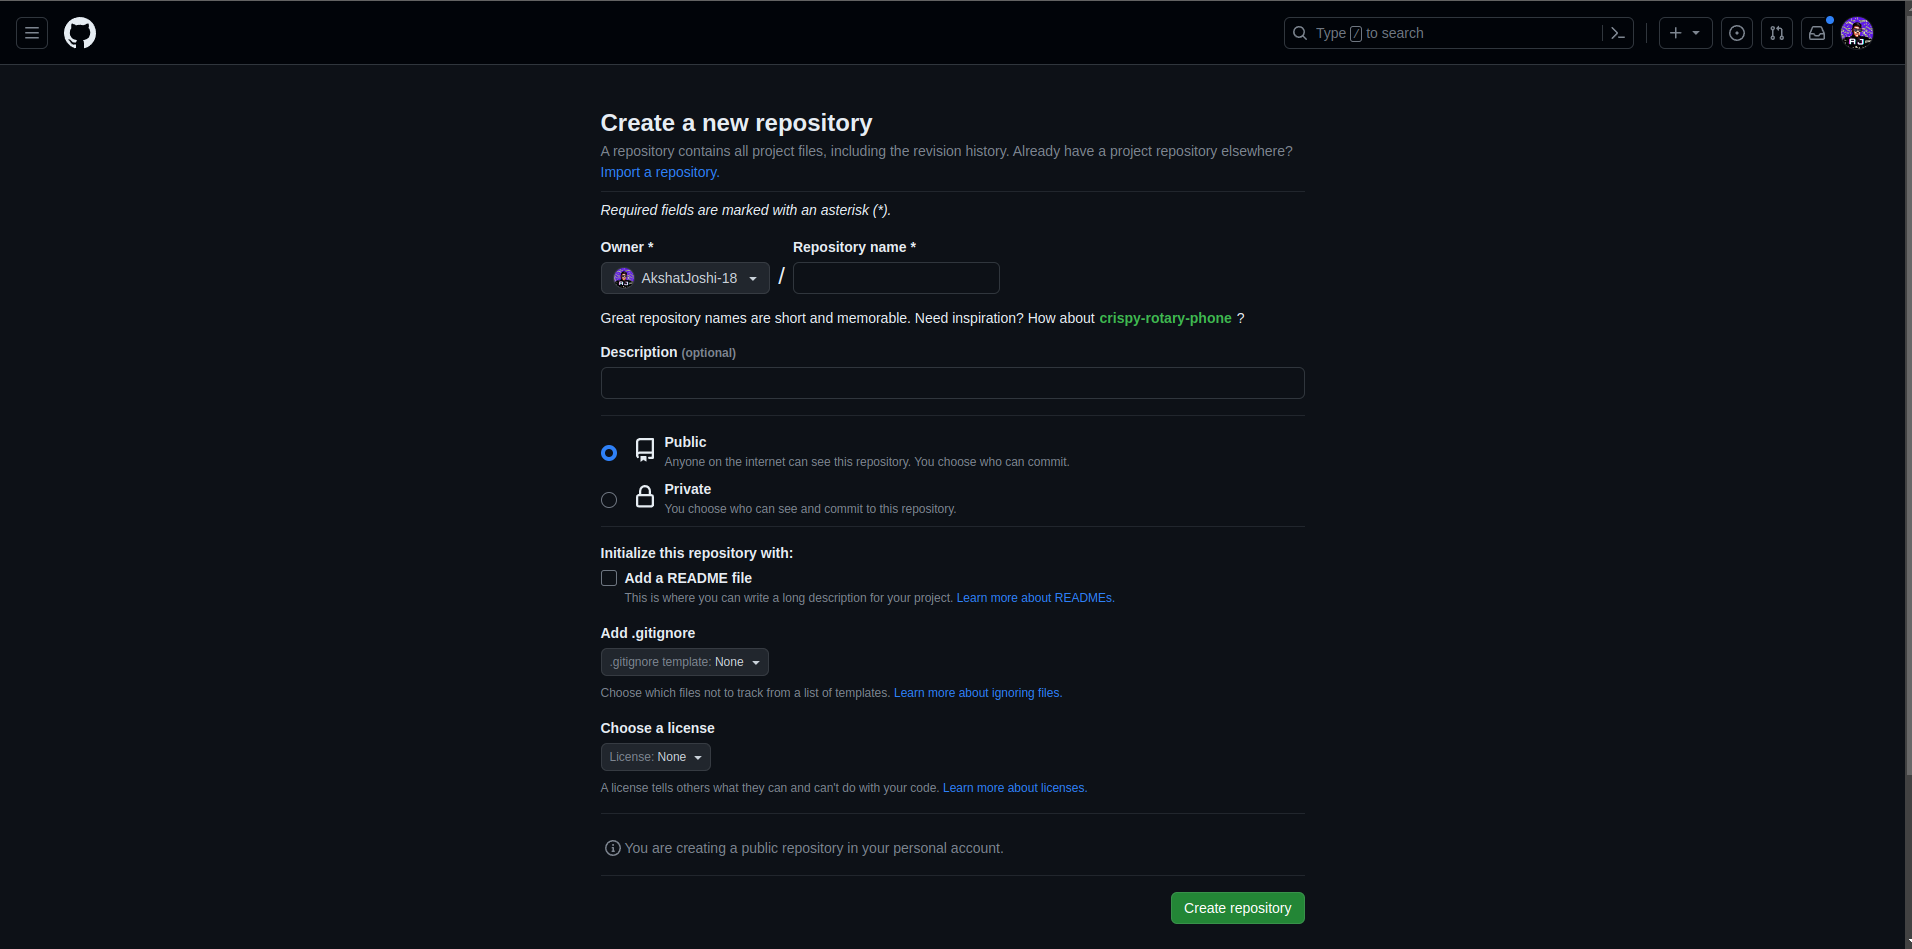 Type / to search
Create a new repository
A repository contains all project files, including the revision history. Already have a project repository elsewhere?
Import a repository.
Required fields are marked with an asterisk (*).
Owner * Repository name *
AkshatJoshi-18 /
Great repository names are short and memorable. Need inspiration? How about crispy-rotary-phone ?
Description (optional)
Public
Anyone on the internet can see this repository. You choose who can commit.
Private
You choose who can see and commit to this repository.
Initialize this repository with:
Add a README file
This is where you can write a long description for your project. Learn more about READMEs.
Add .gitignore
.gitignore template: None
Choose which files not to track from a list of templates. Learn more about ignoring files.
Choose a license
License: None
A license tells others what they can and can't do with your code. Learn more about licenses.
You are creating a public repository in your personal account.
Create repository